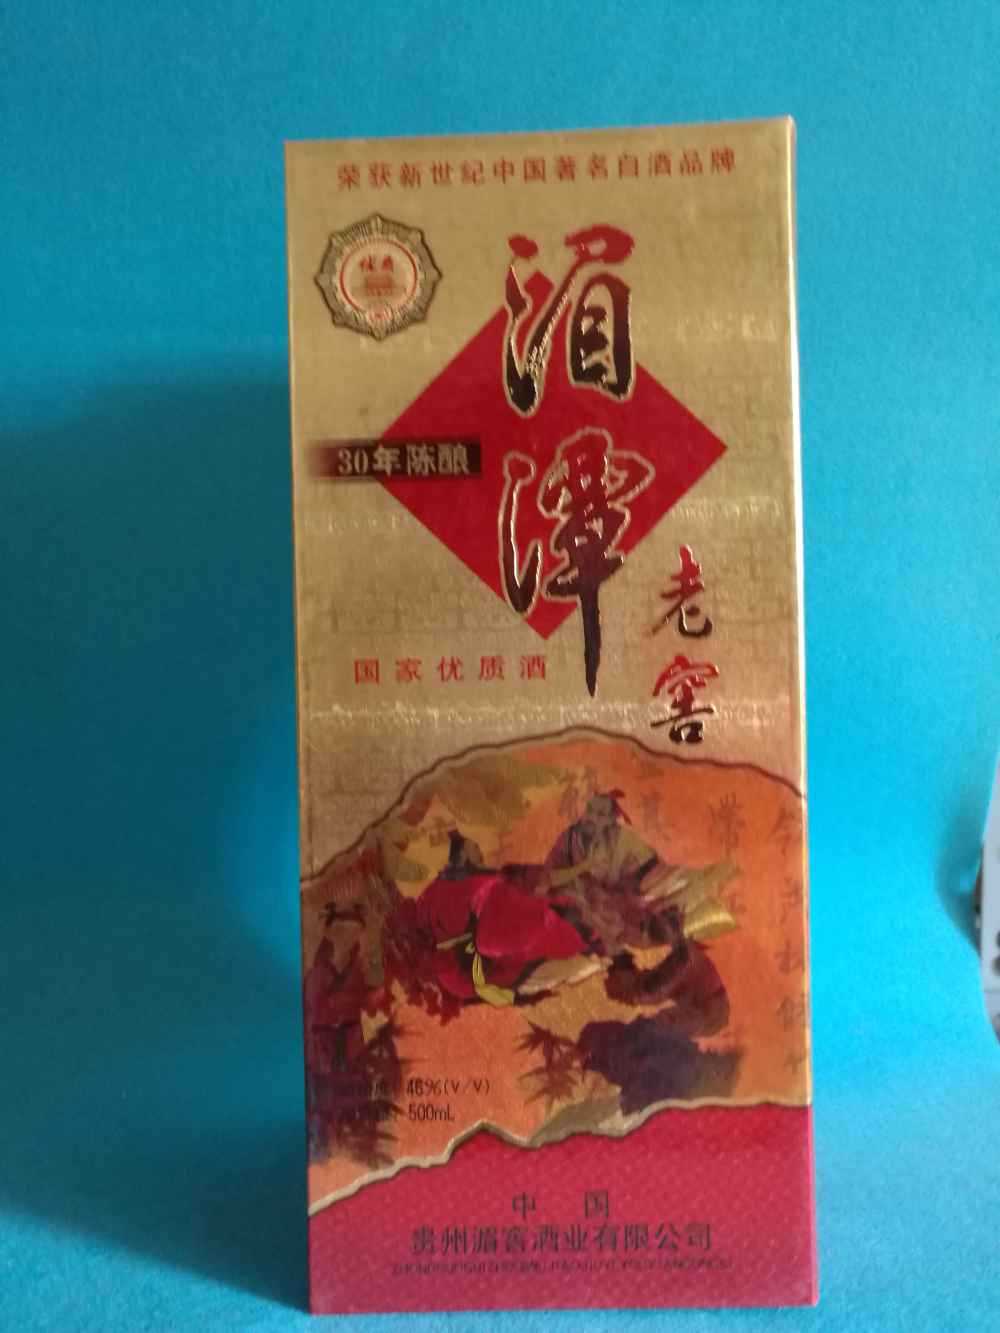 荣获新世纪中国著名白酒品牌
湄潭
30年陈酿
老窖
国家优质酒
46%(V/V)
500mL
中国
贵州湄窖酒业有限公司